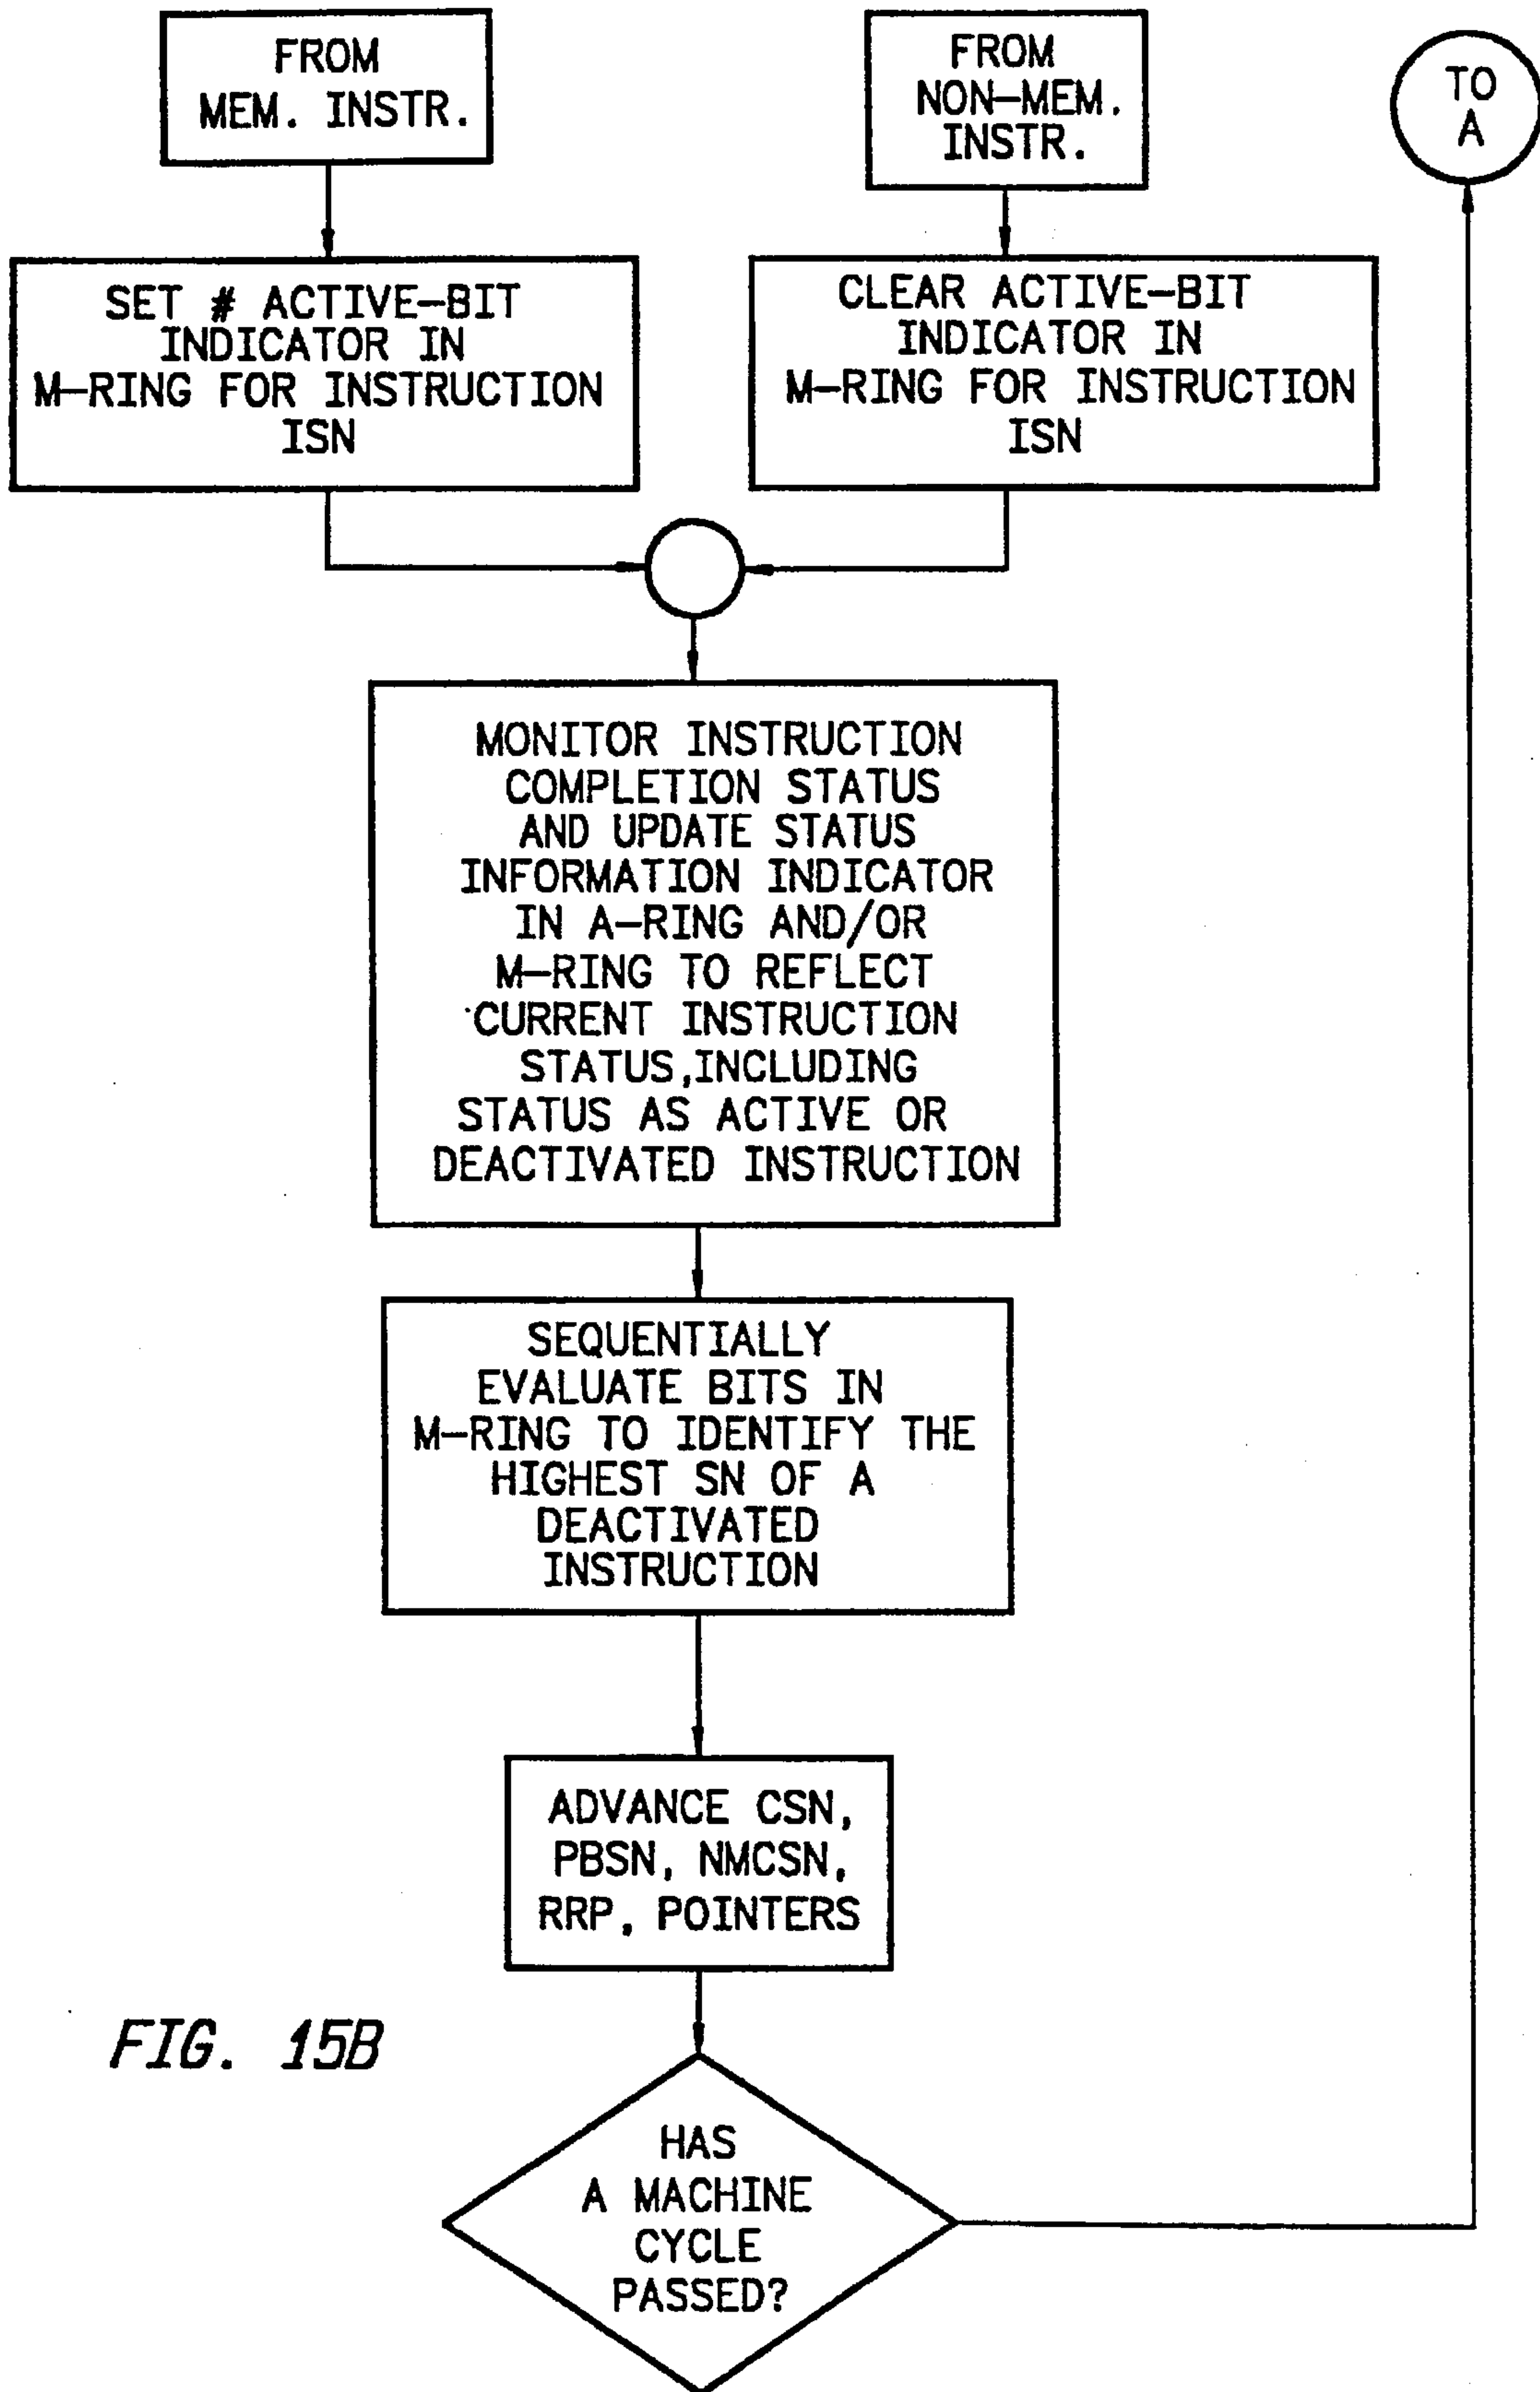 FROM
MEM. INSTR.
FROM
NON-MEM.
INSTR.
TO
A
SET # ACTIVE-BIT
INDICATOR IN
M-RING FOR INSTRUCTION
ISN
CLEAR ACTIVE-BIT
INDICATOR IN
M-RING FOR INSTRUCTION
ISN
MONITOR INSTRUCTION
COMPLETION STATUS
AND UPDATE STATUS
INFORMATION INDICATOR
IN A-RING AND/OR
M-RING TO REFLECT
CURRENT INSTRUCTION
STATUS,INCLUDING
STATUS AS ACTIVE OR
DEACTIVATED INSTRUCTION
SEQUENTIALLY
EVALUATE BITS IN
M-RING TO IDENTIFY THE
HIGHEST SN OF A
DEACTIVATED
INSTRUCTION
ADVANCE CSN,
PBSN, NMCSN,
RRP, POINTERS
FIG. 15B
HAS
A MACHINE
CYCLE
PASSED?